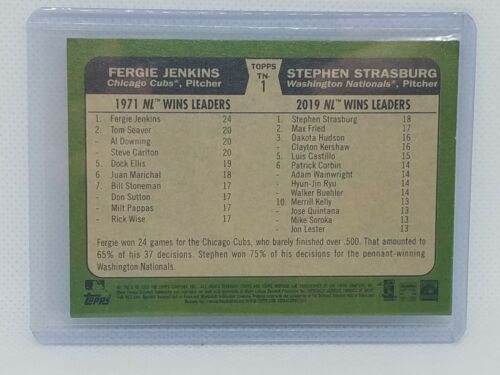 TOPPS
TN-
1
FERGIE JENKINS
Chicago Cubs, Pitcher
STEPHEN STRASBURG
Washington Nationals, Pitcher
1971 NL™ WINS LEADERS
1. Fergie Jenkins 24
2. Tom Seaver 20
- Al Downing 20
- Steve Carlton 20
5. Dock Ellis 19
6. Juan Marichal 18
7. Bill Stoneman 17
- Don Sutton 17
- Milt Pappas 17
- Rick Wise 17
2019 NL™ WINS LEADERS
1. Stephen Strasburg 18
2. Max Fried 17
3. Dakota Hudson 16
- Clayton Kershaw 16
5. Luis Castillo 15
6. Patrick Corbin 14
- Adam Wainwright 14
- Hyun-Jin Ryu 14
- Walker Buehler 14
10. Merrill Kelly 13
- Jose Quintana 13
- Mike Soroka 13
- Jon Lester 13
Fergie won 24 games for the Chicago Cubs, who barely finished over .500. That amounted to
65% of his 37 decisions. Stephen won 75% of his decisions for the pennant-winning
Washington Nationals.
Topps